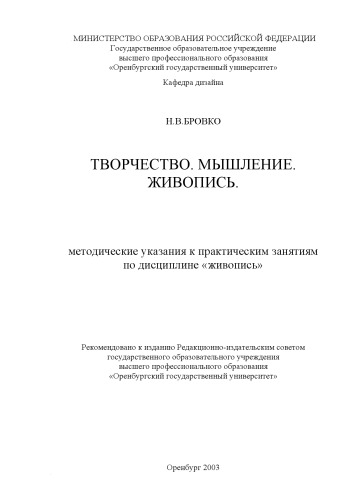 МИНИСТЕРСТВО ОБРАЗОВАНИЯ РОССИЙСКОЙ ФЕДЕРАЦИИ
Государственное образовательное учреждение
высшего профессионального образования
«Оренбургский государственный университет»
Кафедра дизайна
Н.В.БРОВКО
ТВОРЧЕСТВО. МЫШЛЕНИЕ.
ЖИВОПИСЬ.
методические указания к практическим занятиям
по дисциплине «живопись»
Рекомендовано к изданию Редакционно-издательским советом
государственного образовательного учреждения
высшего профессионального образования
«Оренбургский государственный университет»
Оренбург 2003